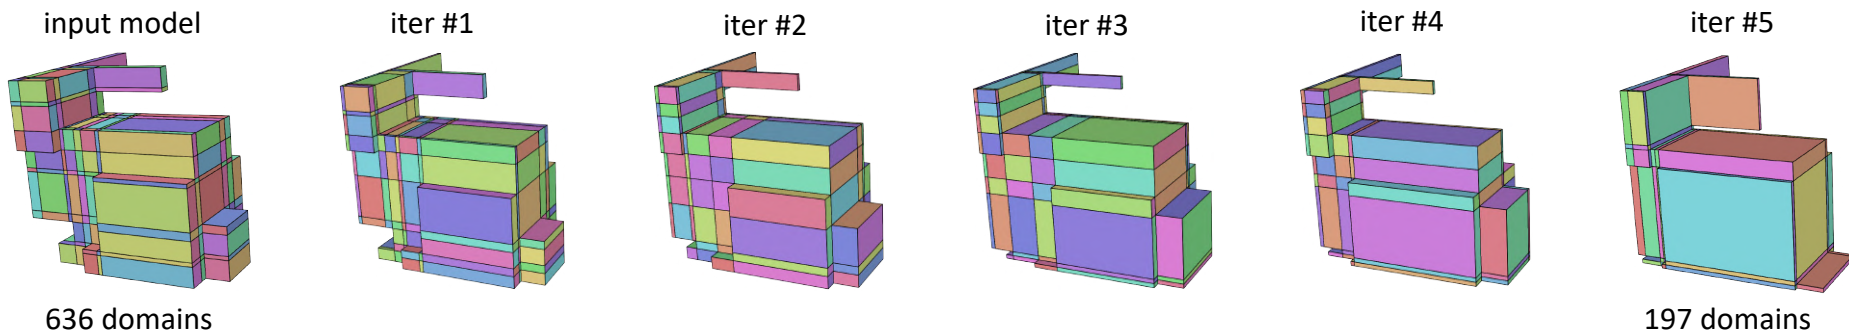 input model
iter #1
iter #2
iter #3
iter #4
iter #5
636 domains
197 domains